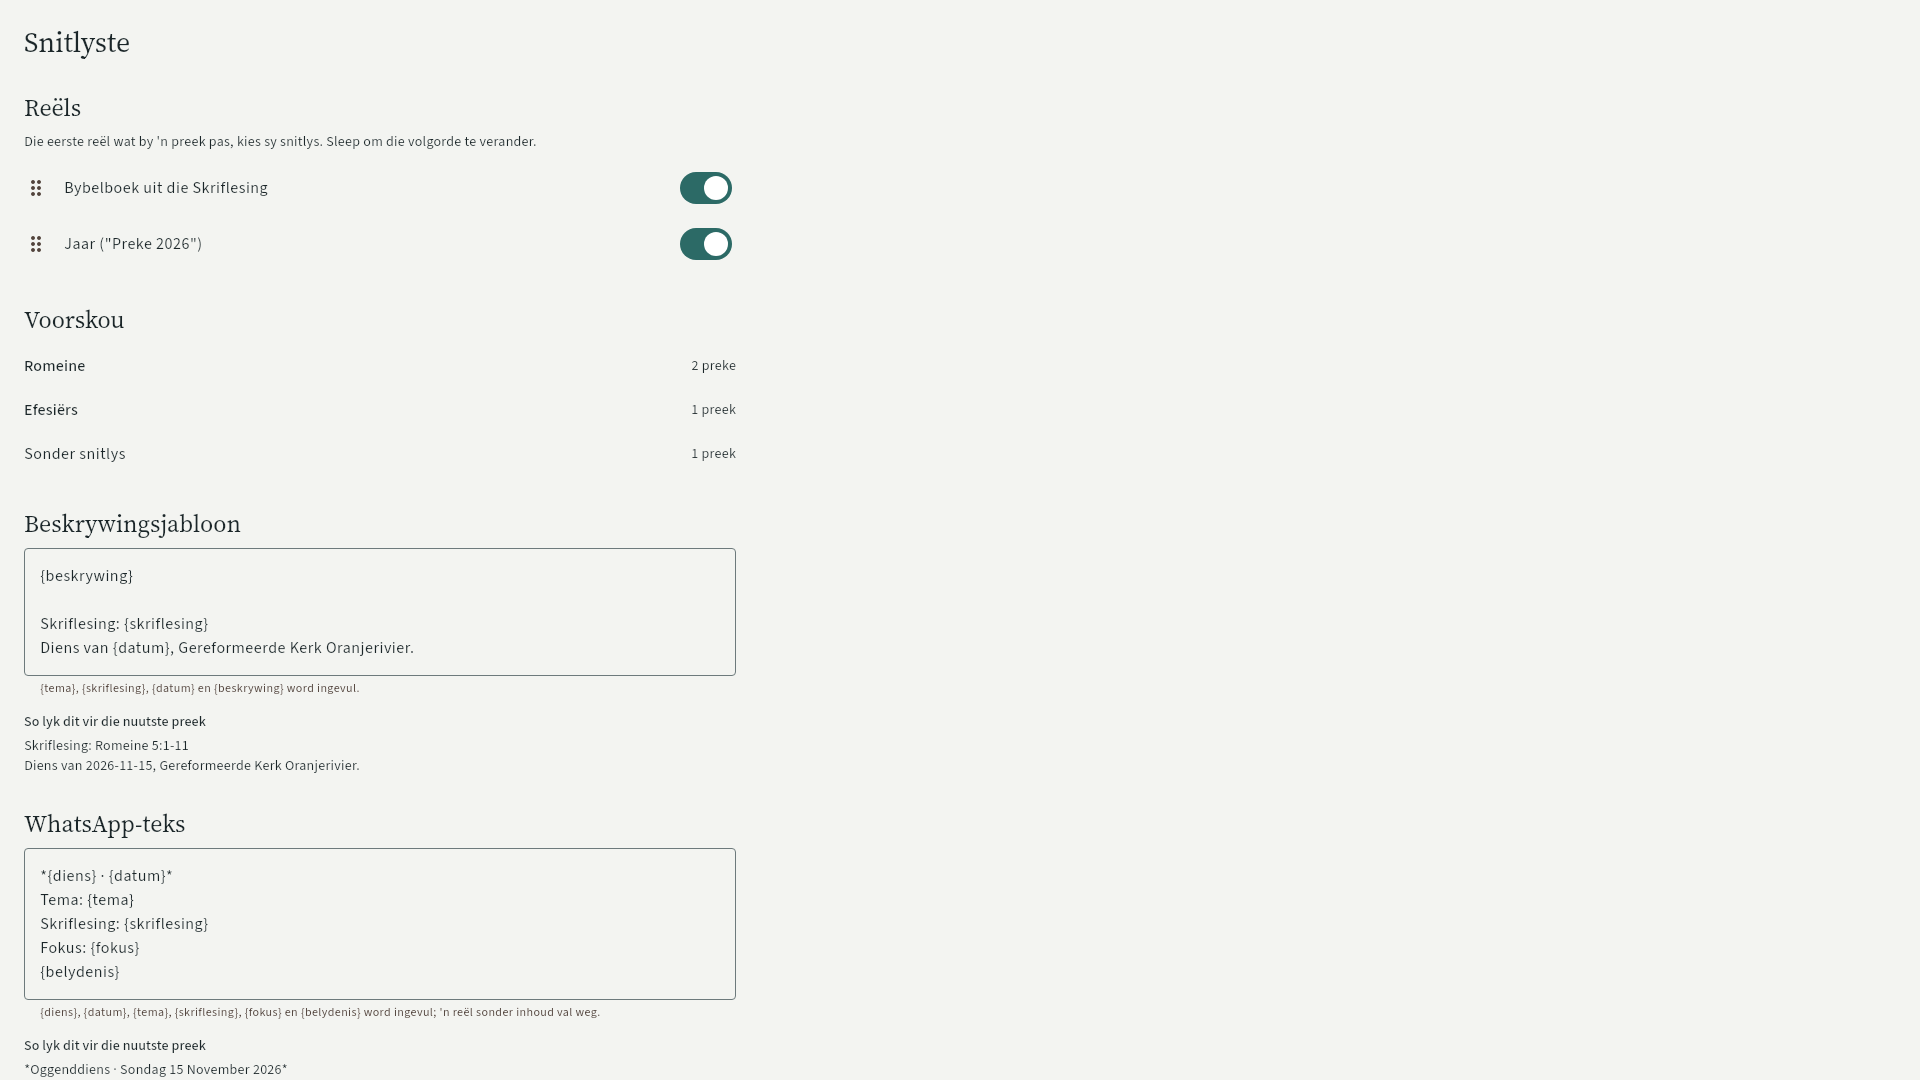 Snitlyste
Reëls
Die eerste reël wat by 'n preek pas, kies sy snitlys. Sleep om die volgorde te verander.
Bybelboek uit die Skriflesing
Jaar ("Preke 2026")
Voorskou
Romeine 2 preke
Efesiërs 1 preek
Sonder snitlys 1 preek
Beskrywingsjabloon
{beskrywing}
Skriflesing: {skriflesing}
Diens van {datum}, Gereformeerde Kerk Oranjerivier.
{tema}, {skriflesing}, {datum} en {beskrywing} word ingevul.
So lyk dit vir die nuutste preek
Skriflesing: Romeine 5:1-11
Diens van 2026-11-15, Gereformeerde Kerk Oranjerivier.
WhatsApp-teks
*{diens} · {datum}*
Tema: {tema}
Skriflesing: {skriflesing}
Fokus: {fokus}
{belydenis}
{diens}, {datum}, {tema}, {skriflesing}, {fokus} en {belydenis} word ingevul; 'n reël sonder inhoud val weg.
So lyk dit vir die nuutste preek
*Oggenddiens · Sondag 15 November 2026*